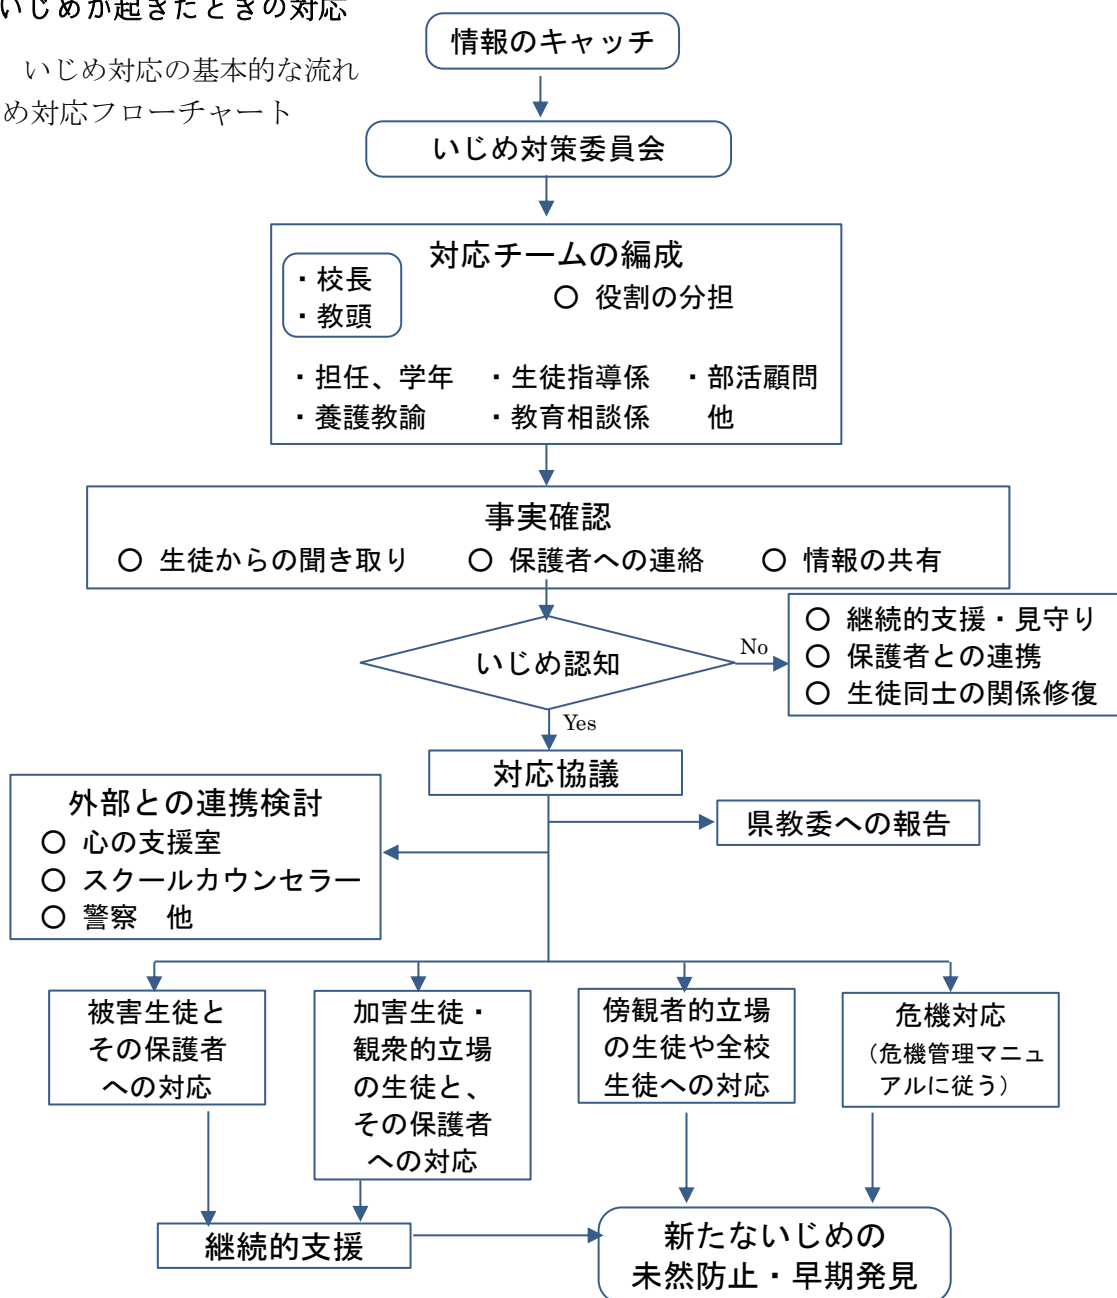 いじめが起きたときの対応
いじめ対応の基本的な流れ
め対応フローチャート
情報のキャッチ
いじめ対策委員会
対応チームの編成
・校長
・教頭
○ 役割の分担
・担任、学年 ・生徒指導係 ・部活顧問
・養護教諭 ・教育相談係 他
事実確認
○ 生徒からの聞き取り ○ 保護者への連絡 ○ 情報の共有
いじめ認知
No
○ 継続的支援・見守り
○ 保護者との連携
○ 生徒同士の関係修復
Yes
対応協議
外部との連携検討
○ 心の支援室
○ スクールカウンセラー
○ 警察 他
県教委への報告
被害生徒と
その保護者
への対応
加害生徒・
観衆的立場
の生徒と、
その保護者
への対応
傍観者的立場
の生徒や全校
生徒への対応
危機対応
（危機管理マニュ
アルに従う）
継続的支援
新たないじめの
未然防止・早期発見